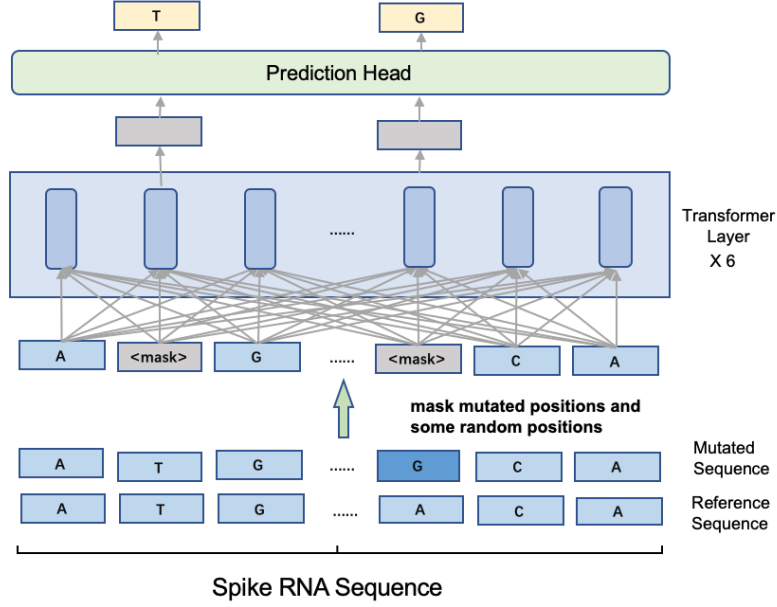 T G
Prediction Head
......
Transformer
Layer
X 6
A <mask> G ...... <mask> C A
mask mutated positions and
some random positions
A T G ...... G C A
Mutated
Sequence
A T G ...... A C A
Reference
Sequence
Spike RNA Sequence